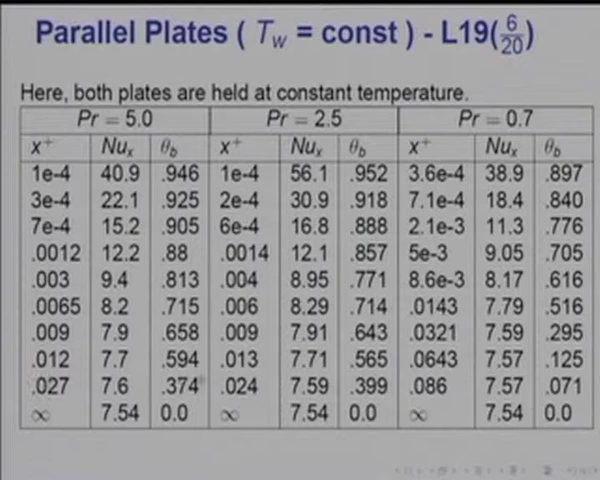 Parallel Plates ( T_w = const ) - L19(6/20)
Here, both plates are held at constant temperature.
Pr = 5.0 Pr = 2.5 Pr = 0.7
x⁺ Nuₓ θ_b x⁺ Nuₓ θ_b x⁺ Nuₓ θ_b
1e-4 40.9 .946 1e-4 56.1 .952 3.6e-4 38.9 .897
3e-4 22.1 .925 2e-4 30.9 .918 7.1e-4 18.4 .840
7e-4 15.2 .905 6e-4 16.8 .888 2.1e-3 11.3 .776
.0012 12.2 .88 .0014 12.1 .857 5e-3 9.05 .705
.003 9.4 .813 .004 8.95 .771 8.6e-3 8.17 .616
.0065 8.2 .715 .006 8.29 .714 .0143 7.79 .516
.009 7.9 .658 .009 7.91 .643 .0321 7.59 .295
.012 7.7 .594 .013 7.71 .565 .0643 7.57 .125
.027 7.6 .374 .024 7.59 .399 .086 7.57 .071
∞ 7.54 0.0 ∞ 7.54 0.0 ∞ 7.54 0.0